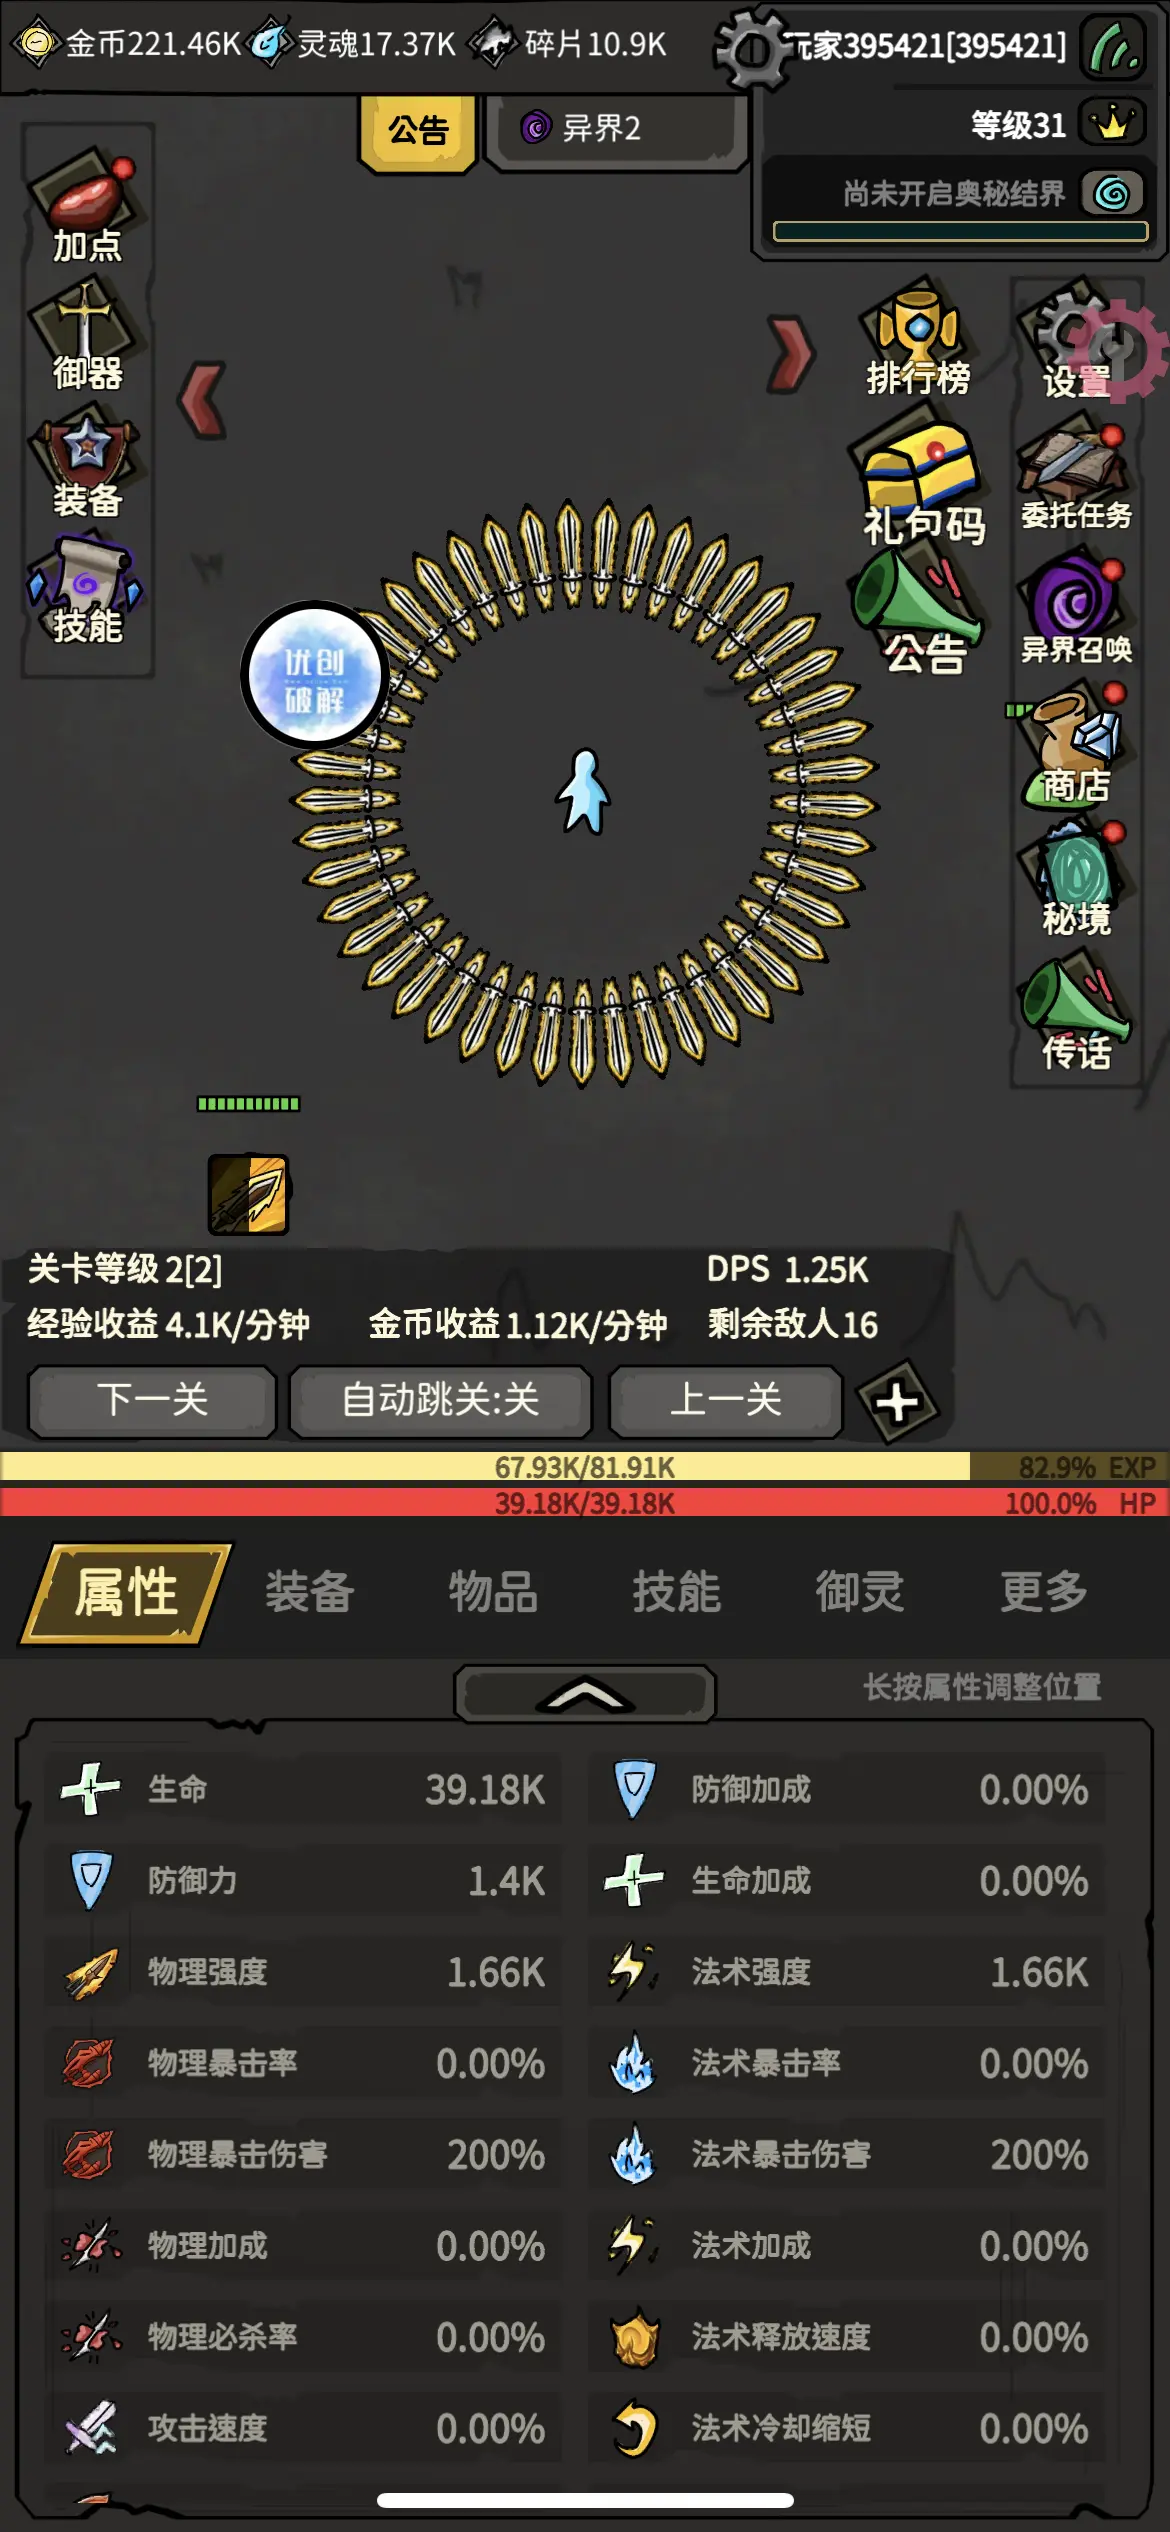 金币221.46K
灵魂17.37K
碎片10.9K
玩家395421[395421]
等级31
尚未开启奥秘结界
公告
异界2
加点
御器
装备
技能
排行榜
礼包码
公告
设置
委托任务
异界召唤
商店
秘境
传话
优创
破解
关卡等级 2[2]
DPS 1.25K
经验收益 4.1K/分钟
金币收益 1.12K/分钟
剩余敌人16
下一关
自动跳关:关
上一关
67.93K/81.91K
82.9% EXP
39.18K/39.18K
100.0% HP
属性
装备
物品
技能
御灵
更多
长按属性调整位置
生命 39.18K
防御加成 0.00%
防御力 1.4K
生命加成 0.00%
物理强度 1.66K
法术强度 1.66K
物理暴击率 0.00%
法术暴击率 0.00%
物理暴击伤害 200%
法术暴击伤害 200%
物理加成 0.00%
法术加成 0.00%
物理必杀率 0.00%
法术释放速度 0.00%
攻击速度 0.00%
法术冷却缩短 0.00%